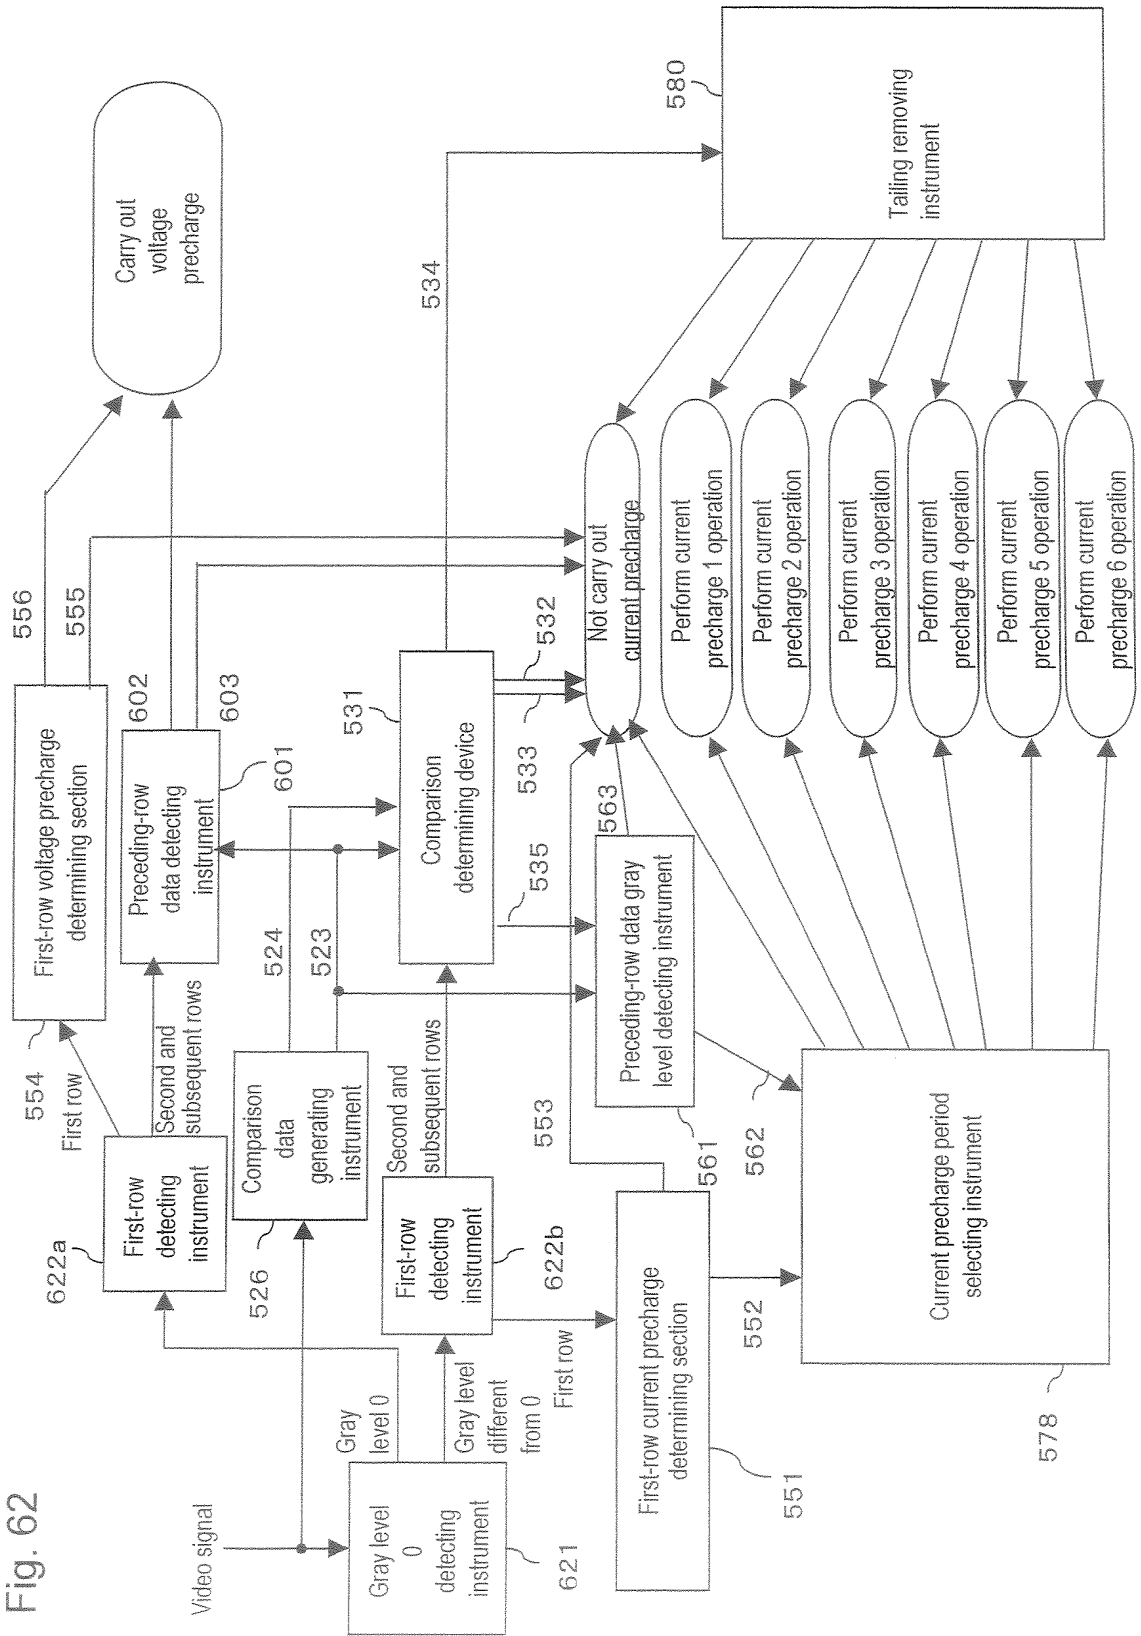 Fig. 62
Video signal
Gray level
0
detecting
instrument
621
Gray
level 0
Gray level
different
from 0
First-row
detecting
instrument
622a
First row
Second and
subsequent rows
First-row voltage precharge
determining section
554
556
555
Carry out
voltage
precharge
Preceding-row
data detecting
instrument
601
602
603
Comparison
data
generating
instrument
526
524
523
First-row
detecting
instrument
622b
Second and
subsequent rows
First row
Comparison
determining device
531
532
533
534
535
First-row current precharge
determining section
551
552
553
Preceding-row data gray
level detecting instrument
561
562
563
Current precharge period
selecting instrument
578
Not carry out
current precharge
Perform current
precharge 1 operation
Perform current
precharge 2 operation
Perform current
precharge 3 operation
Perform current
precharge 4 operation
Perform current
precharge 5 operation
Perform current
precharge 6 operation
Tailing removing
instrument
580